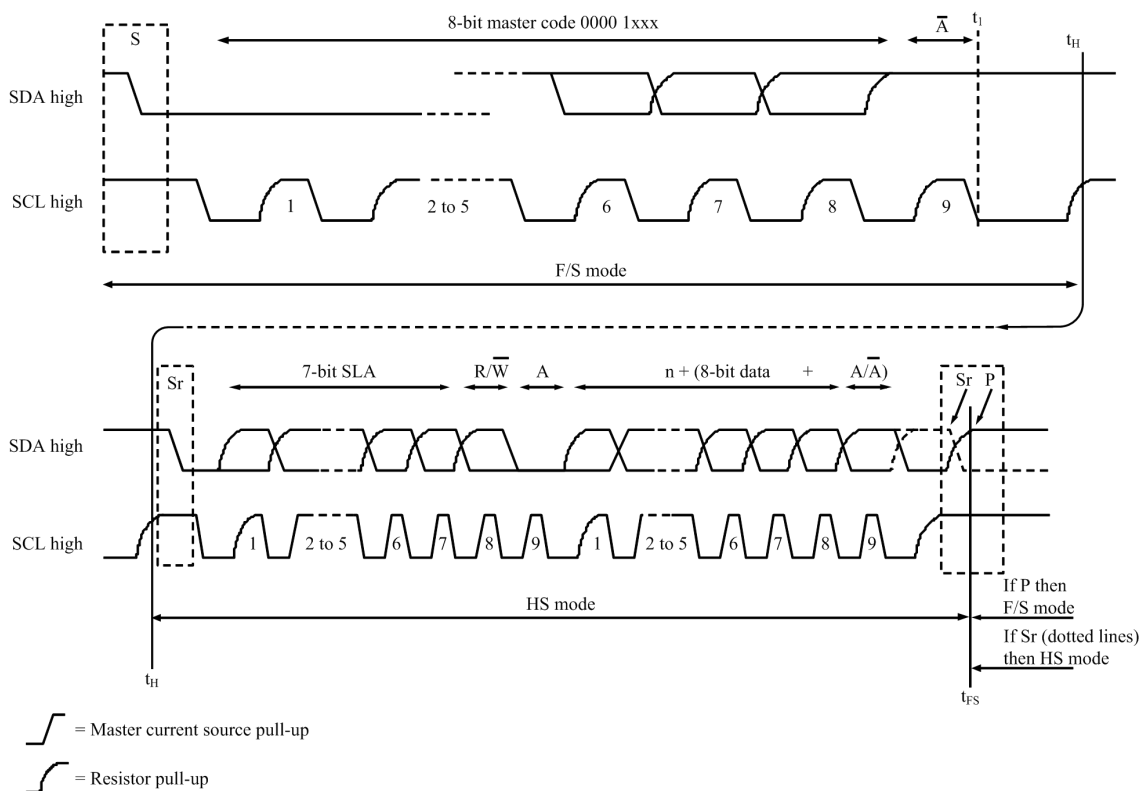 8-bit master code 0000 1xxx
t1
S
A̅
tH
SDA high
SCL high
1
2 to 5
6
7
8
9
F/S mode
7-bit SLA
R/W̅
A
n + (8-bit data +
A/A̅)
Sr
Sr
P
SDA high
SCL high
1
2 to 5
6
7
8
9
1
2 to 5
6
7
8
9
If P then
F/S mode
HS mode
If Sr (dotted lines)
then HS mode
tH
tFS
= Master current source pull-up
= Resistor pull-up